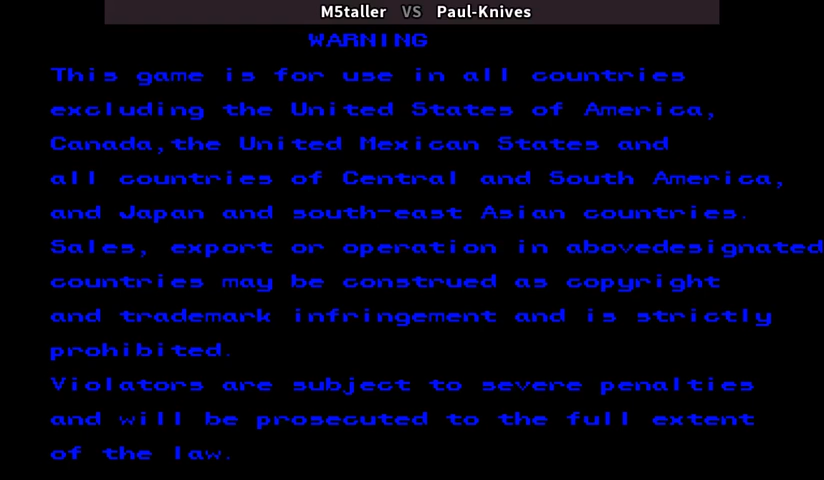 M5taller VS Paul-Knives
WARNING
This game is for use in all countries
excluding the United States of America,
Canada,the United Mexican States and
all countries of Central and South America,
and Japan and south-east Asian countries.
Sales, export or operation in abovedesignated
countries may be construed as copyright
and trademark infringement and is strictly
prohibited.
Violators are subject to severe penalties
and will be prosecuted to the full extent
of the law.